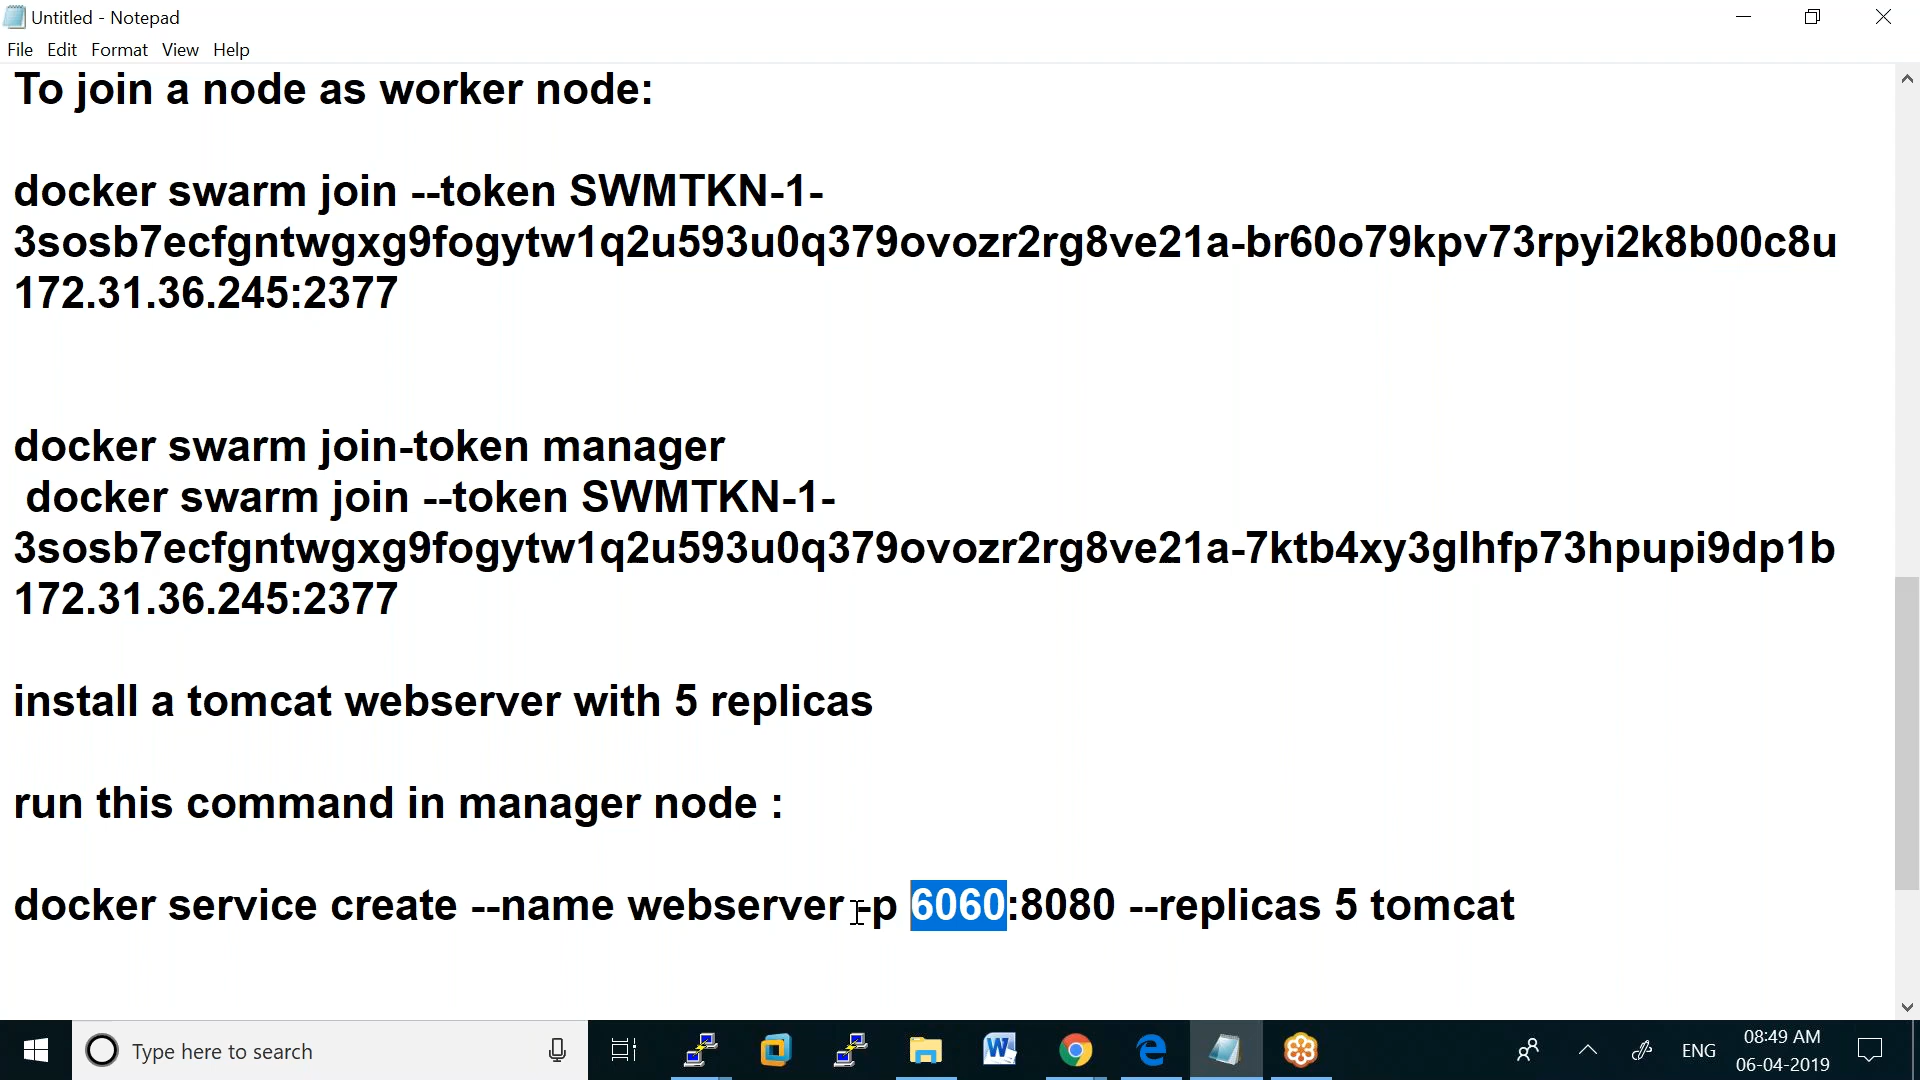 Untitled - Notepad
File Edit Format View Help
To join a node as worker node:
docker swarm join --token SWMTKN-1-
3sosb7ecfgntwgxg9fogytw1q2u593u0q379ovozr2rg8ve21a-br60o79kpv73rpyi2k8b00c8u
172.31.36.245:2377
docker swarm join-token manager
docker swarm join --token SWMTKN-1-
3sosb7ecfgntwgxg9fogytw1q2u593u0q379ovozr2rg8ve21a-7ktb4xy3glhfp73hpupi9dp1b
172.31.36.245:2377
install a tomcat webserver with 5 replicas
run this command in manager node :
docker service create --name webserver -p 6060:8080 --replicas 5 tomcat
Type here to search
ENG
08:49 AM
06-04-2019